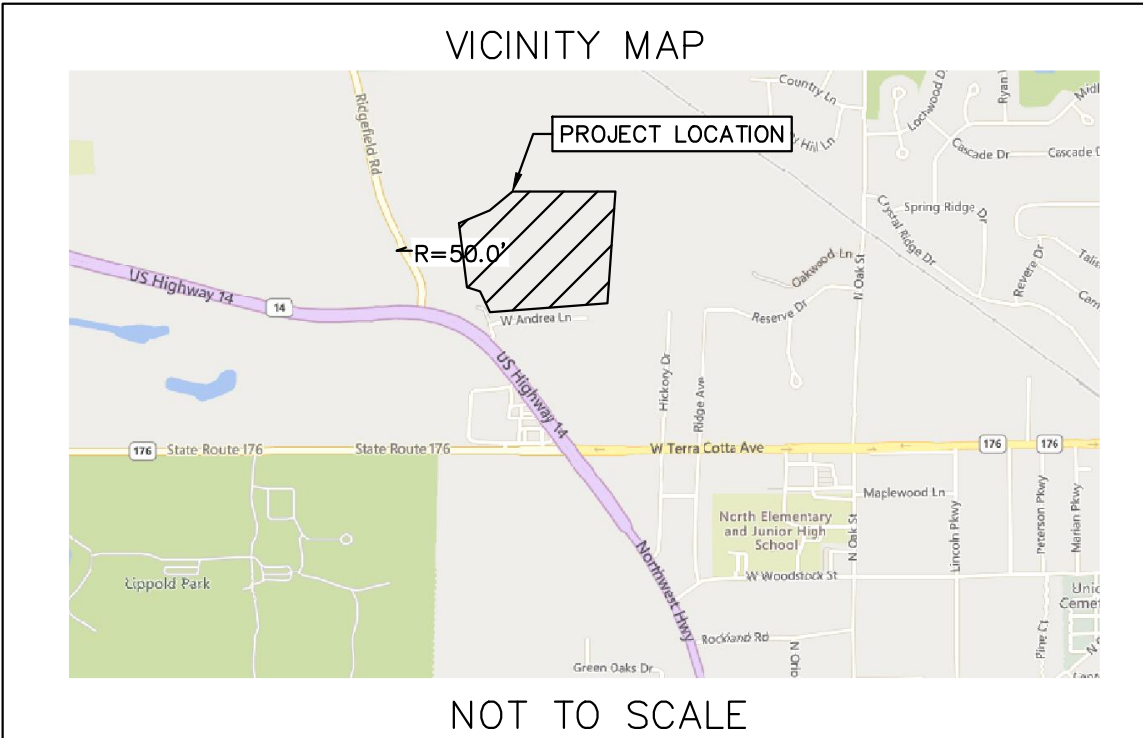 VICINITY MAP
Country Ln
Lochwood Dr
Ryan
Ridgefield Rd
PROJECT LOCATION
Hill Ln
Cascade Dr
Cascade
Spring Ridge Dr
Crystal Ridge Dr
R=50.0'
Oakwood Ln
N Oak St
Revere Dr
US Highway 14
14
W Andrea Ln
Reserve Dr
US Highway 14
Hickory Dr
Ridge Ave
176
State Route 176
State Route 176
W Terra Cotta Ave
176
176
Maplewood Ln
North Elementary
and Junior High
School
N Oak St
Lincoln Pkwy
Peterson Pkwy
Marian Pkwy
Lippold Park
Northwest Hwy
W Woodstock St
Rockland Rd
Pine Ct
Green Oaks Dr
NOT TO SCALE